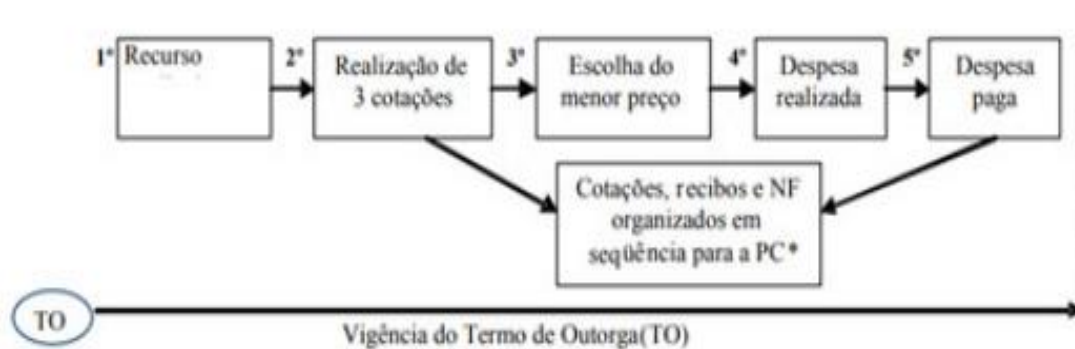 1º Recurso
2º Realização de
3 cotações
3º Escolha do
menor preço
4º Despesa
realizada
5º Despesa
paga
Cotações, recibos e NF
organizados em
seqüência para a PC*
TO
Vigência do Termo de Outorga(TO)